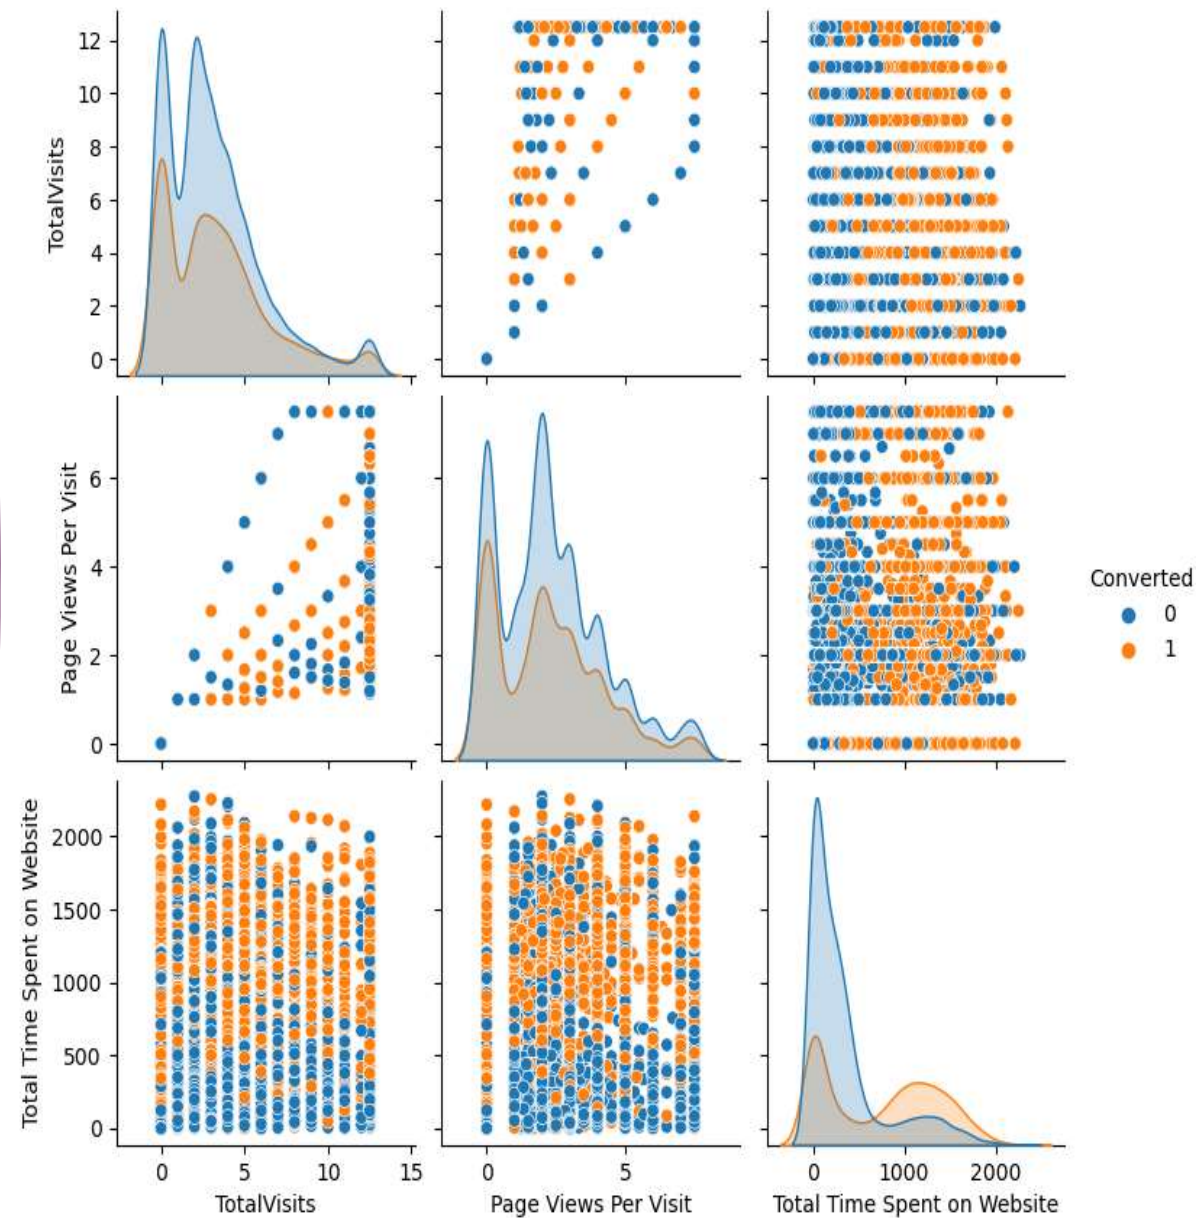 TotalVisits
12
10
8
6
4
2
0
Page Views Per Visit
6
4
2
0
Converted
0
1
Total Time Spent on Website
2000
1500
1000
500
0
0 5 10 15
0 5
0 1000 2000
TotalVisits
Page Views Per Visit
Total Time Spent on Website